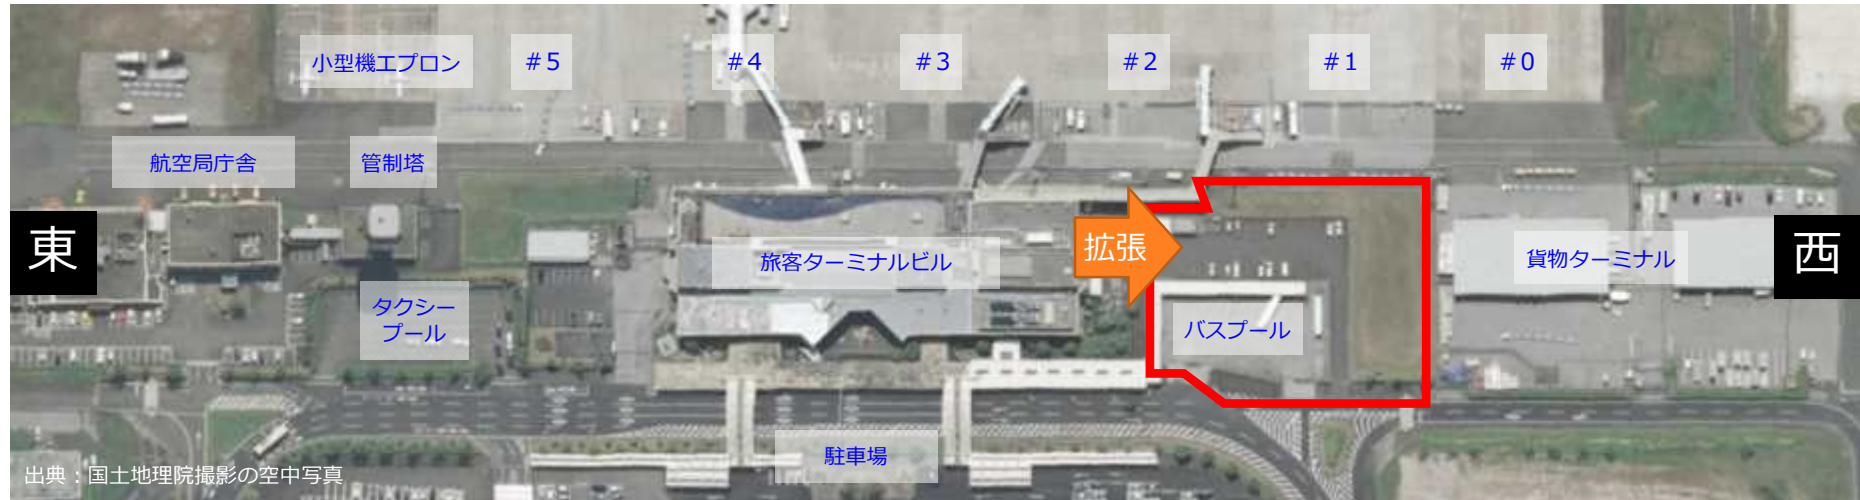 小型機エプロン
#5
#4
#3
#2
#1
#0
航空局庁舎
管制塔
東
旅客ターミナルビル
拡張
貨物ターミナル
西
タクシー
プール
バスプール
駐車場
出典：国土地理院撮影の空中写真